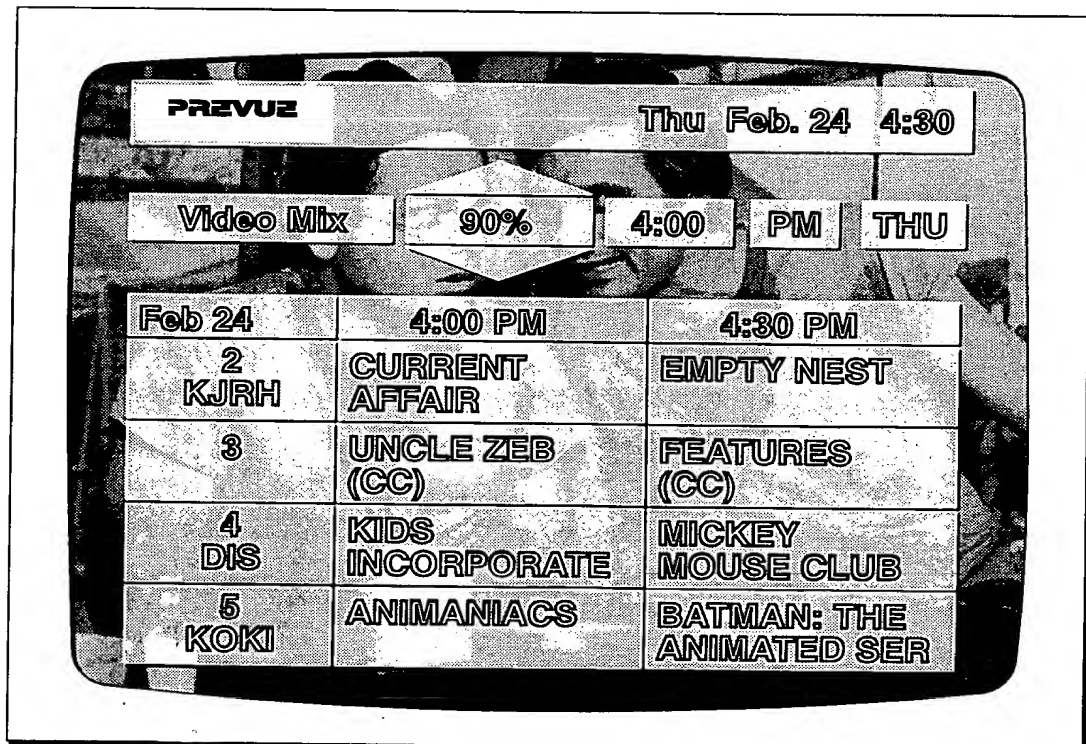 PREVUE Thu Feb. 24 4:30
Video Mix 90% 4:00 PM THU
Feb 24 4:00 PM 4:30 PM
2 CURRENT EMPTY NEST
KJRH AFFAIR
3 UNCLE ZEB FEATURES
(CC) (CC)
4 KIDS MICKEY
DIS INCORPORATE MOUSE CLUB
5 ANIMANIACS BATMAN: THE
KOKI ANIMATED SER